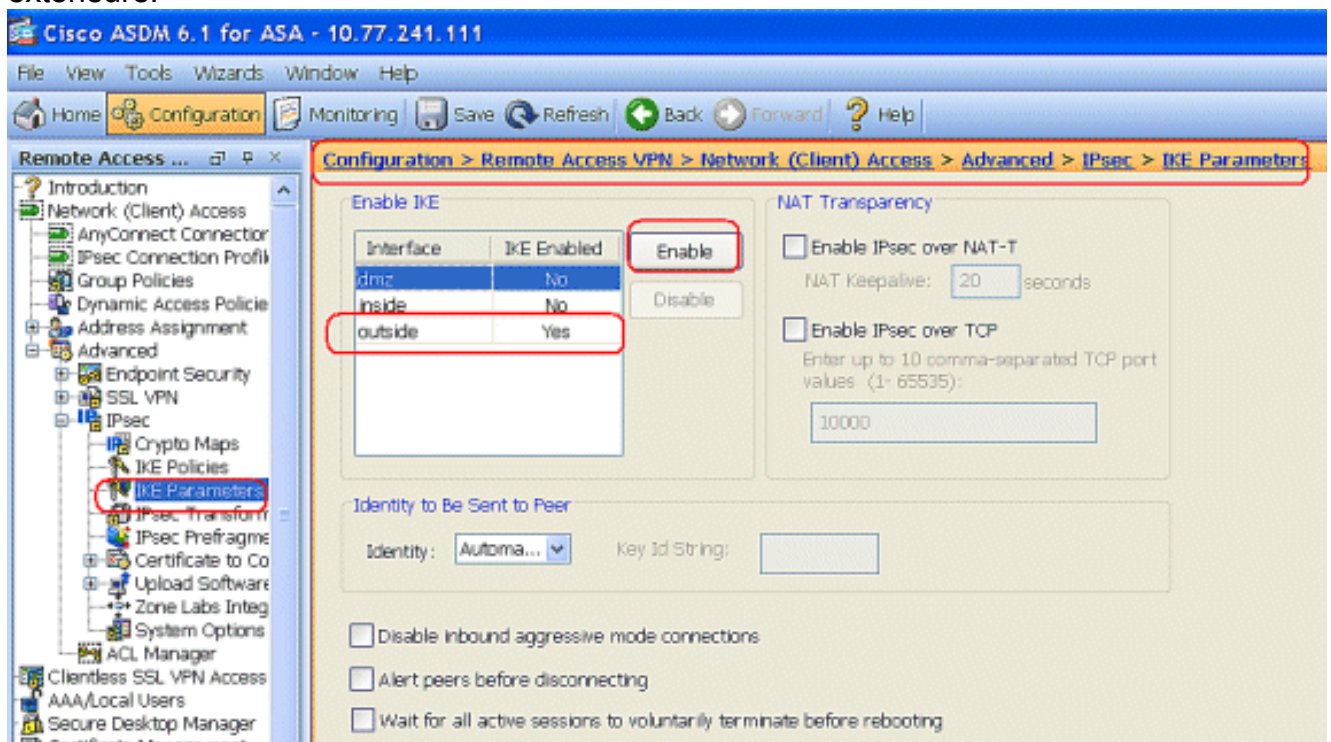 Cisco ASDM 6.1 for ASA - 10.77.241.111
File View Tools Wizards Window Help
Home Configuration Monitoring Save Refresh Back Forward Help
Remote Access ...
Introduction
Network (Client) Access
AnyConnect Connection
IPsec Connection Profil
Group Policies
Dynamic Access Policie
Address Assignment
Advanced
Endpoint Security
SSL VPN
IPsec
Crypto Maps
IKE Policies
IKE Parameters
IPsec Transform
IPsec Prefragme
Certificate to Co
Upload Software
Zone Labs Integ
System Options
ACL Manager
Clientless SSL VPN Access
AAA/Local Users
Secure Desktop Manager
Configuration > Remote Access VPN > Network (Client) Access > Advanced > IPsec > IKE Parameters
Enable IKE
Interface IKE Enabled
dmz No
inside No
outside Yes
Enable
Disable
NAT Transparency
Enable IPsec over NAT-T
NAT Keepalive: 20 seconds
Enable IPsec over TCP
Enter up to 10 comma-separated TCP port
values (1- 65535):
10000
Identity to Be Sent to Peer
Identity: Automa... Key Id String:
Disable inbound aggressive mode connections
Alert peers before disconnecting
Wait for all active sessions to voluntarily terminate before rebooting